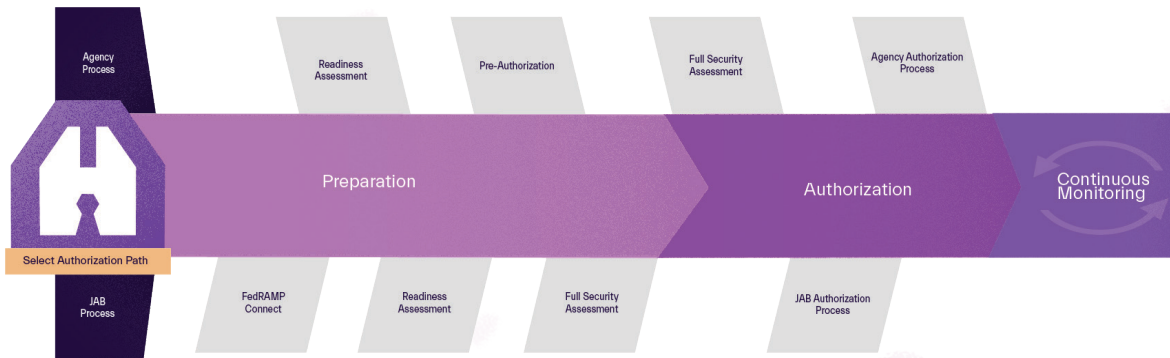 Agency
Process
Readiness
Assessment
Pre-Authorization
Full Security
Assessment
Agency Authorization
Process
Preparation
Authorization
Continuous
Monitoring
Select Authorization Path
JAB
Process
FedRAMP
Connect
Readiness
Assessment
Full Security
Assessment
JAB Authorization
Process